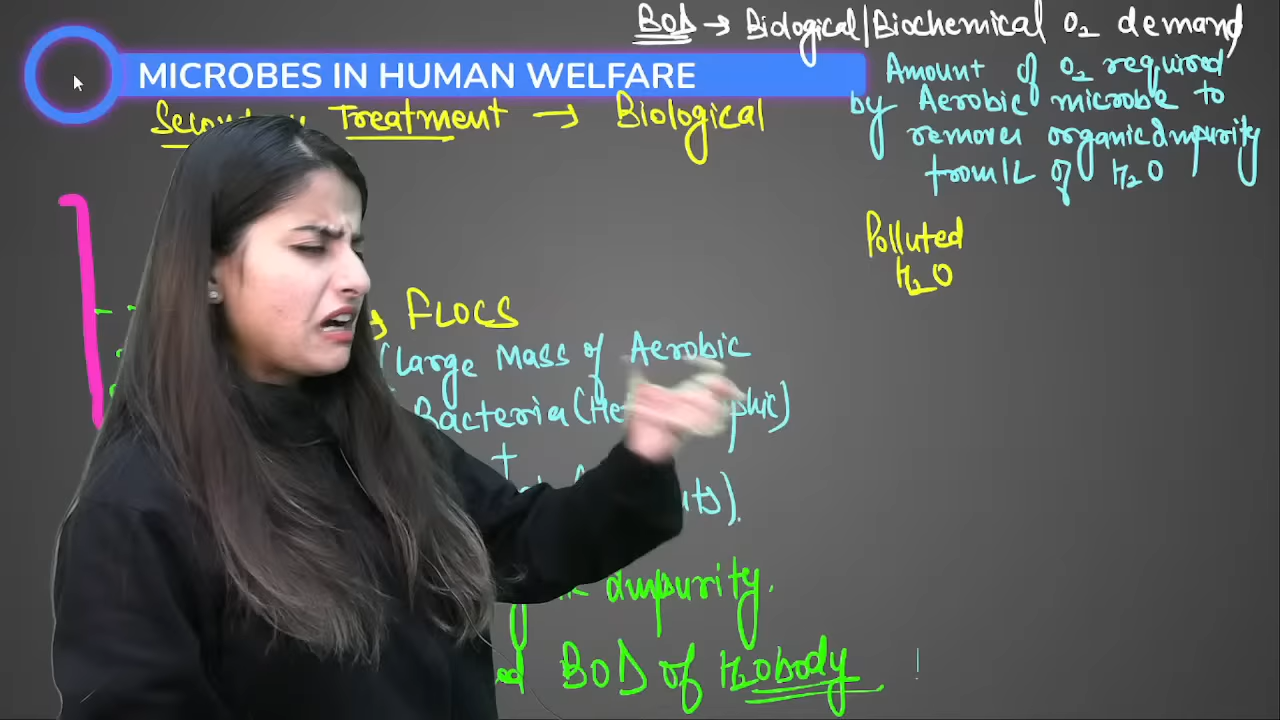 BOD → Biological/Biochemical O₂ demand
MICROBES IN HUMAN WELFARE
Treatment → Biological
Amount of O₂ required
by Aerobic microbe to
remover organic Impurity
from 1L of H₂O
Polluted
H₂O
FLOCS
(Large Mass of Aerobic
Bacteria
+
Impurity.
BOD of H₂O body